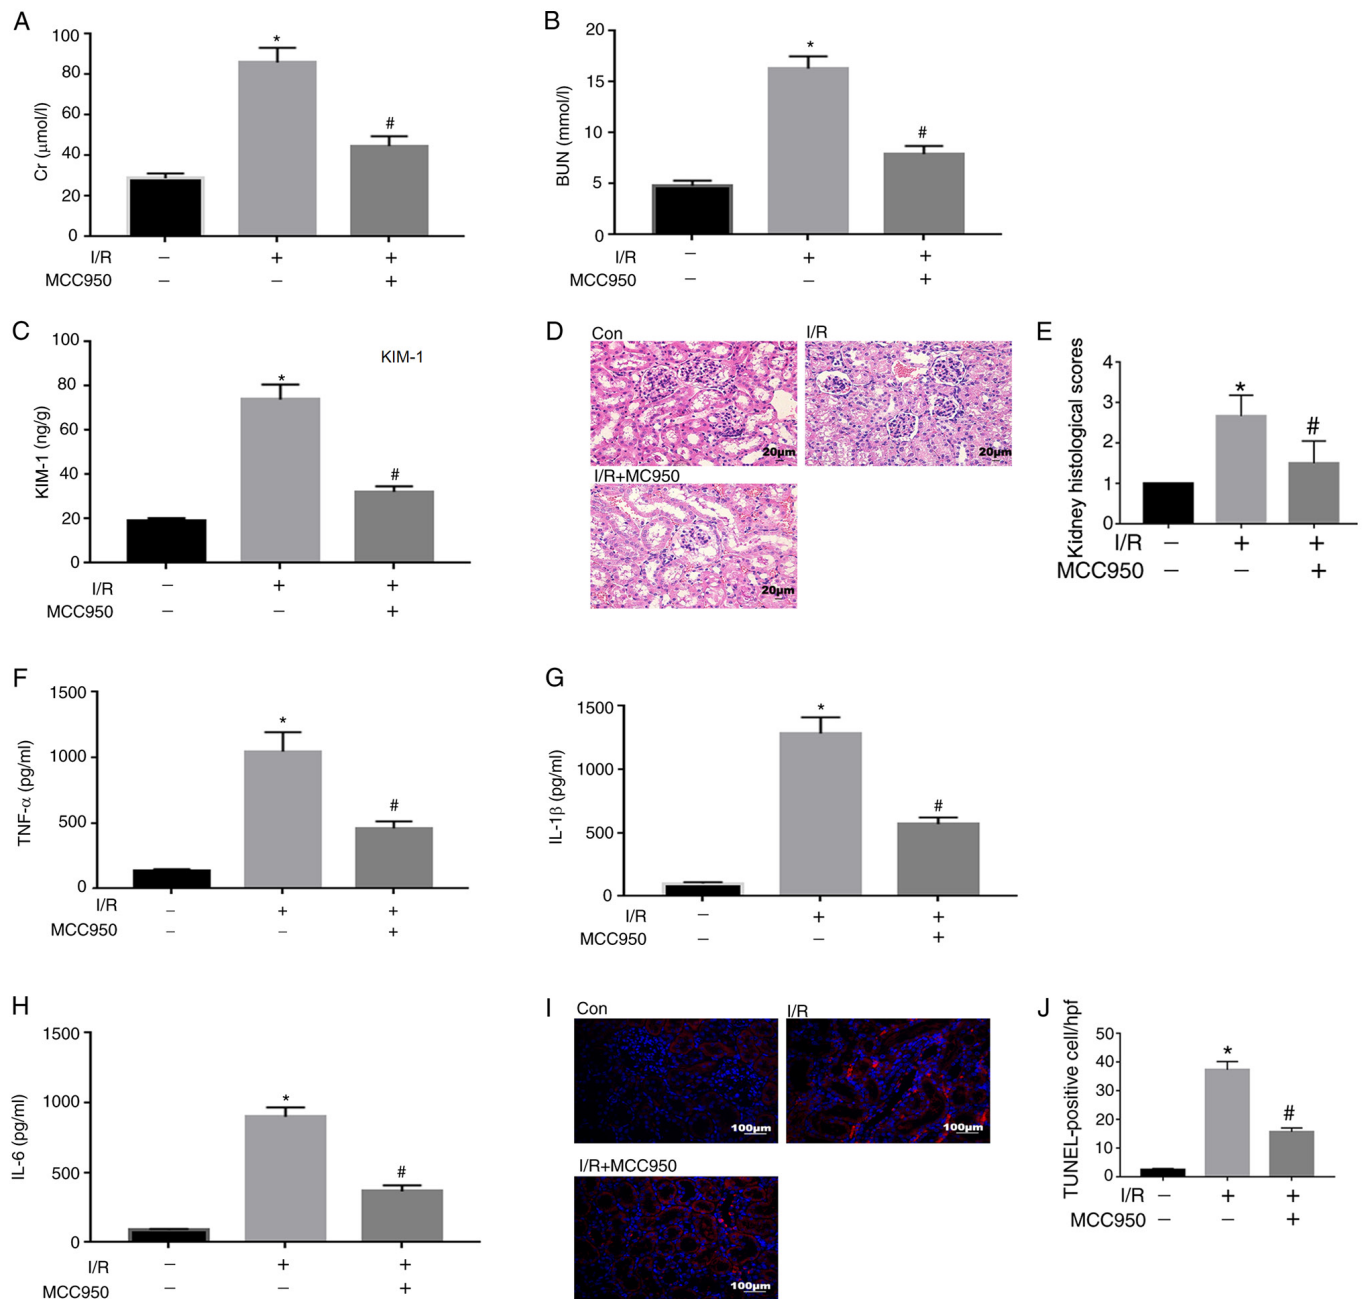 A
Cr (μmol/l)
100
80
60
40
20
0
*
#
I/R – + +
MCC950 – – +
B
BUN (mmol/l)
20
15
10
5
0
*
#
I/R – + +
MCC950 – – +
C
KIM-1 (ng/g)
100
80
60
40
20
0
KIM-1
*
#
I/R – + +
MCC950 – – +
D
Con
20μm
I/R
20μm
I/R+MC950
20μm
E
Kidney histological scores
4
3
2
1
0
*
#
I/R – + +
MCC950 – – +
F
TNF-α (pg/ml)
1500
1000
500
0
*
#
I/R – + +
MCC950 – – +
G
IL-1β (pg/ml)
1500
1000
500
0
*
#
I/R – + +
MCC950 – – +
H
IL-6 (pg/ml)
1500
1000
500
0
*
#
I/R – + +
MCC950 – – +
I
Con
100μm
I/R
100μm
I/R+MCC950
100μm
J
TUNEL-positive cell/hpf
50
40
30
20
10
0
*
#
I/R – + +
MCC950 – – +